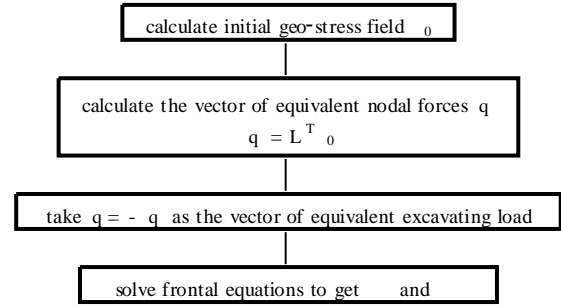 calculate initial geo-stress field 0
calculate the vector of equivalent nodal forces q
q = L T 0
take q = - q as the vector of equivalent excavating load
solve frontal equations to get and